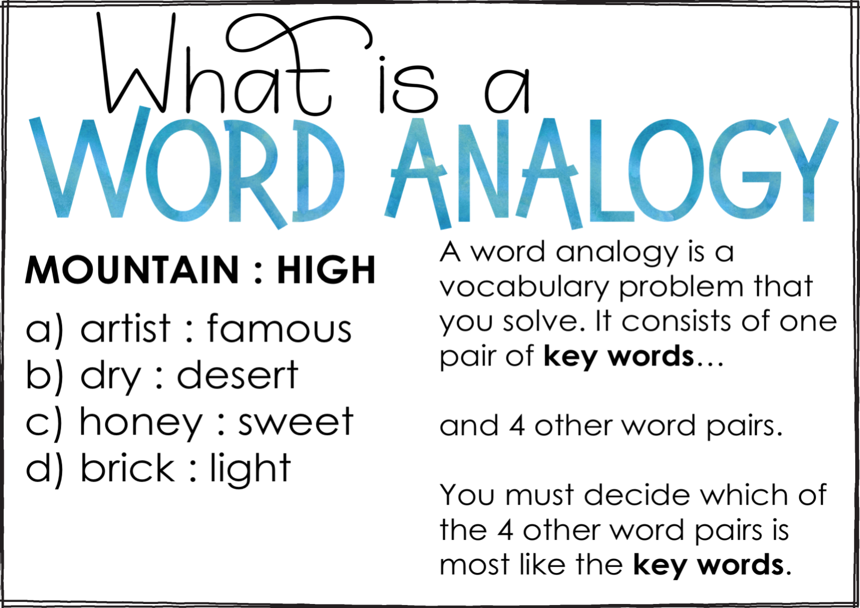 What is a
WORD ANALOGY
MOUNTAIN : HIGH
a) artist : famous
b) dry : desert
c) honey : sweet
d) brick : light
A word analogy is a
vocabulary problem that
you solve. It consists of one
pair of key words...
and 4 other word pairs.
You must decide which of
the 4 other word pairs is
most like the key words.